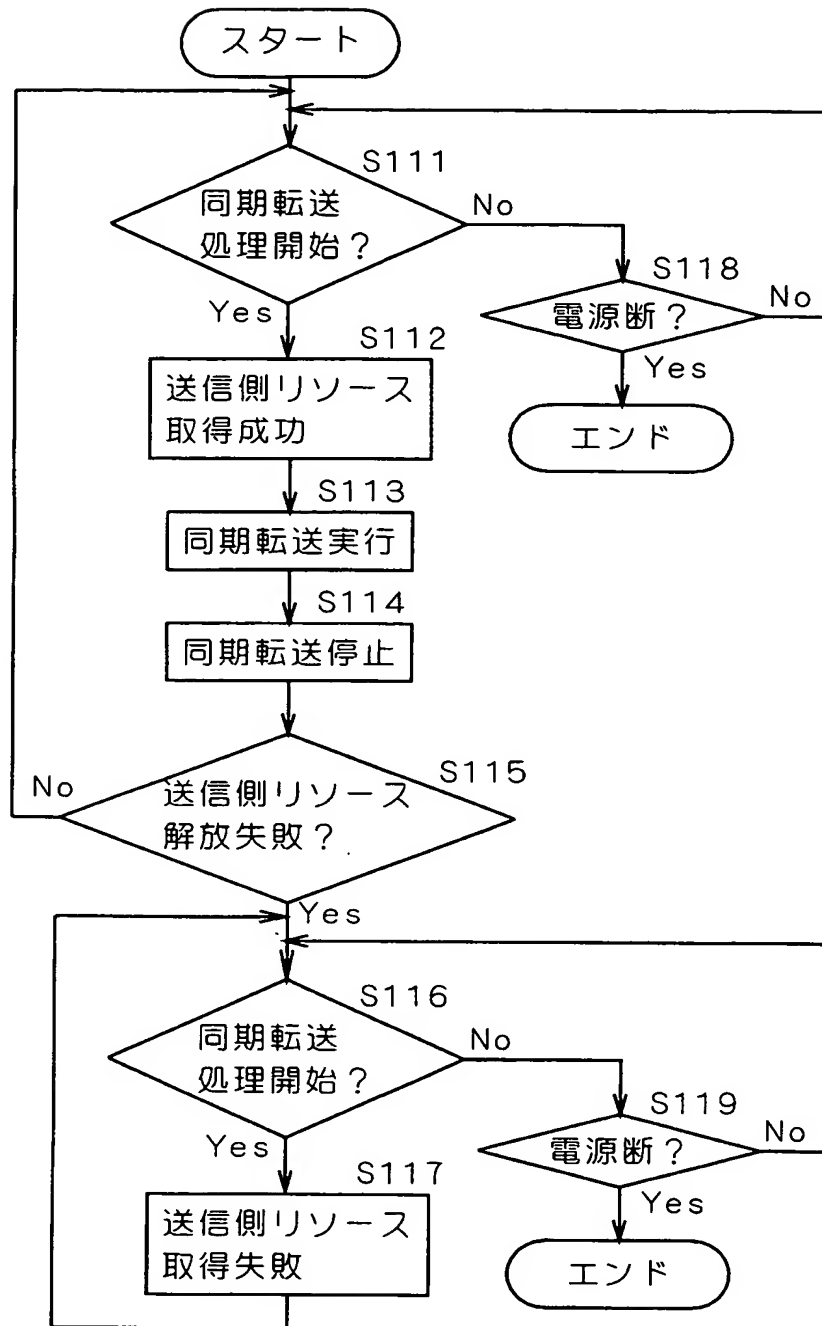 スタート
S111
同期転送
処理開始？
No
Yes
S118
電源断？
No
Yes
エンド
S112
送信側リソース
取得成功
S113
同期転送実行
S114
同期転送停止
S115
No
送信側リソース
解放失敗？
Yes
S116
同期転送
処理開始？
No
Yes
S119
電源断？
No
Yes
エンド
S117
送信側リソース
取得失敗